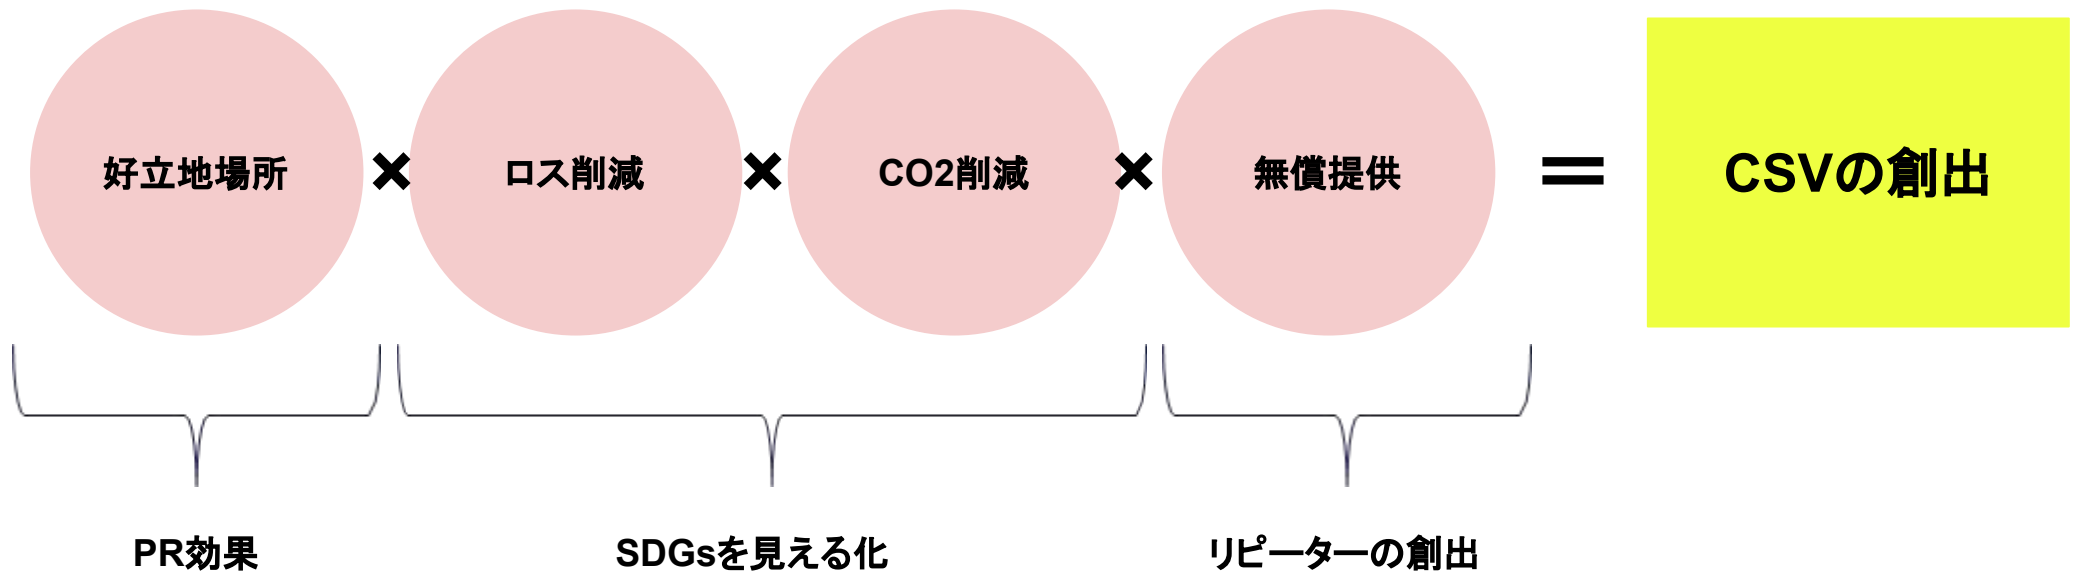 好立地場所 × ロス削減 × CO2削減 × 無償提供 = CSVの創出
PR効果 SDGsを見える化 リピーターの創出